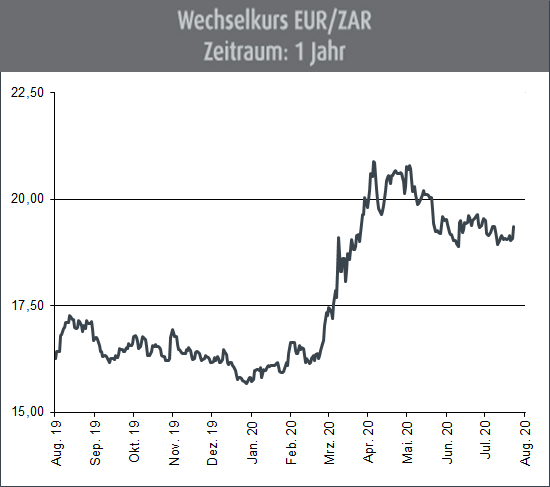 Wechselkurs EUR/ZAR
Zeitraum: 1 Jahr
22,50
20,00
17,50
15,00
Aug. 19
Sep. 19
Okt. 19
Nov. 19
Dez. 19
Jan. 20
Feb. 20
Mrz. 20
Apr. 20
Mai. 20
Jun. 20
Jul. 20
Aug. 20